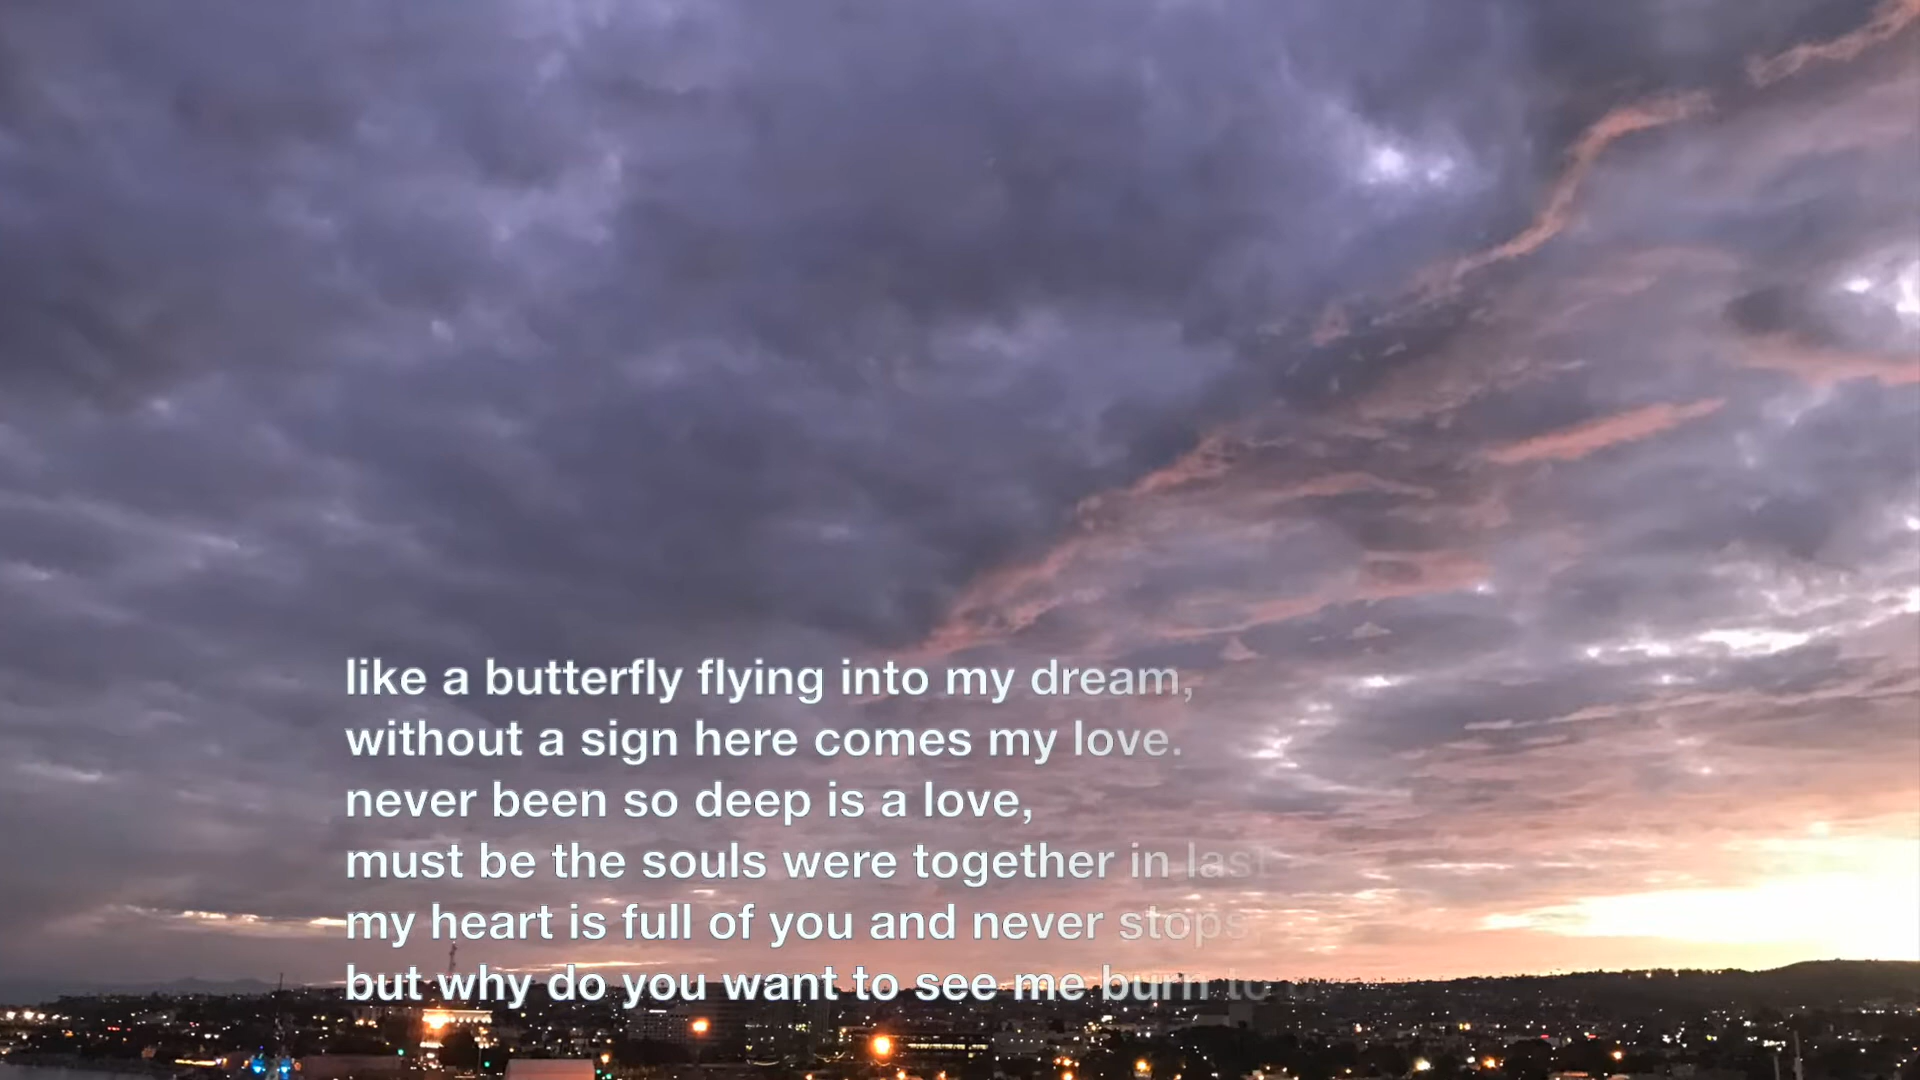 like a butterfly flying into my dream,
without a sign here comes my love.
never been so deep is a love,
must be the souls were together in last
my heart is full of you and never stops
but why do you want to see me burn to